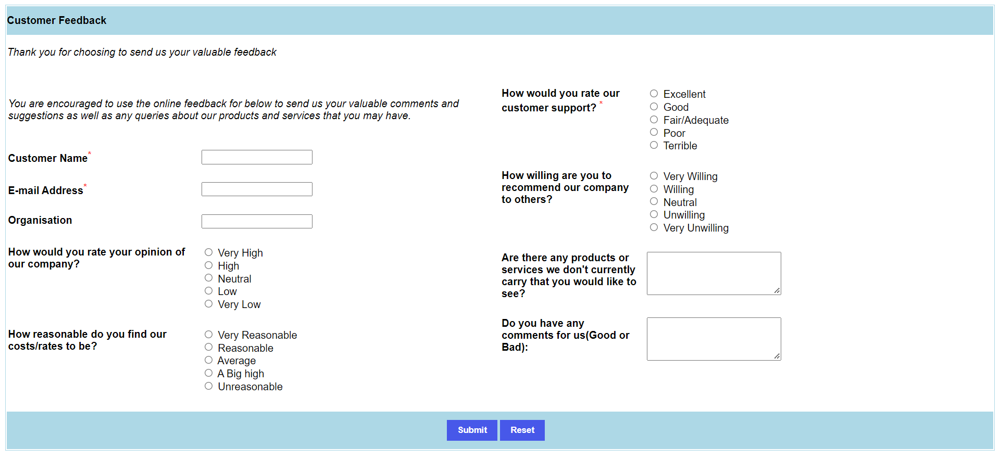 Customer Feedback
Thank you for choosing to send us your valuable feedback
You are encouraged to use the online feedback for below to send us your valuable comments and
suggestions as well as any queries about our products and services that you may have.
Customer Name*
E-mail Address*
Organisation
How would you rate your opinion of
our company?
Very High
High
Neutral
Low
Very Low
How reasonable do you find our
costs/rates to be?
Very Reasonable
Reasonable
Average
A Big high
Unreasonable
How would you rate our
customer support? *
Excellent
Good
Fair/Adequate
Poor
Terrible
How willing are you to
recommend our company
to others?
Very Willing
Willing
Neutral
Unwilling
Very Unwilling
Are there any products or
services we don't currently
carry that you would like to
see?
Do you have any
comments for us(Good or
Bad):
Submit
Reset